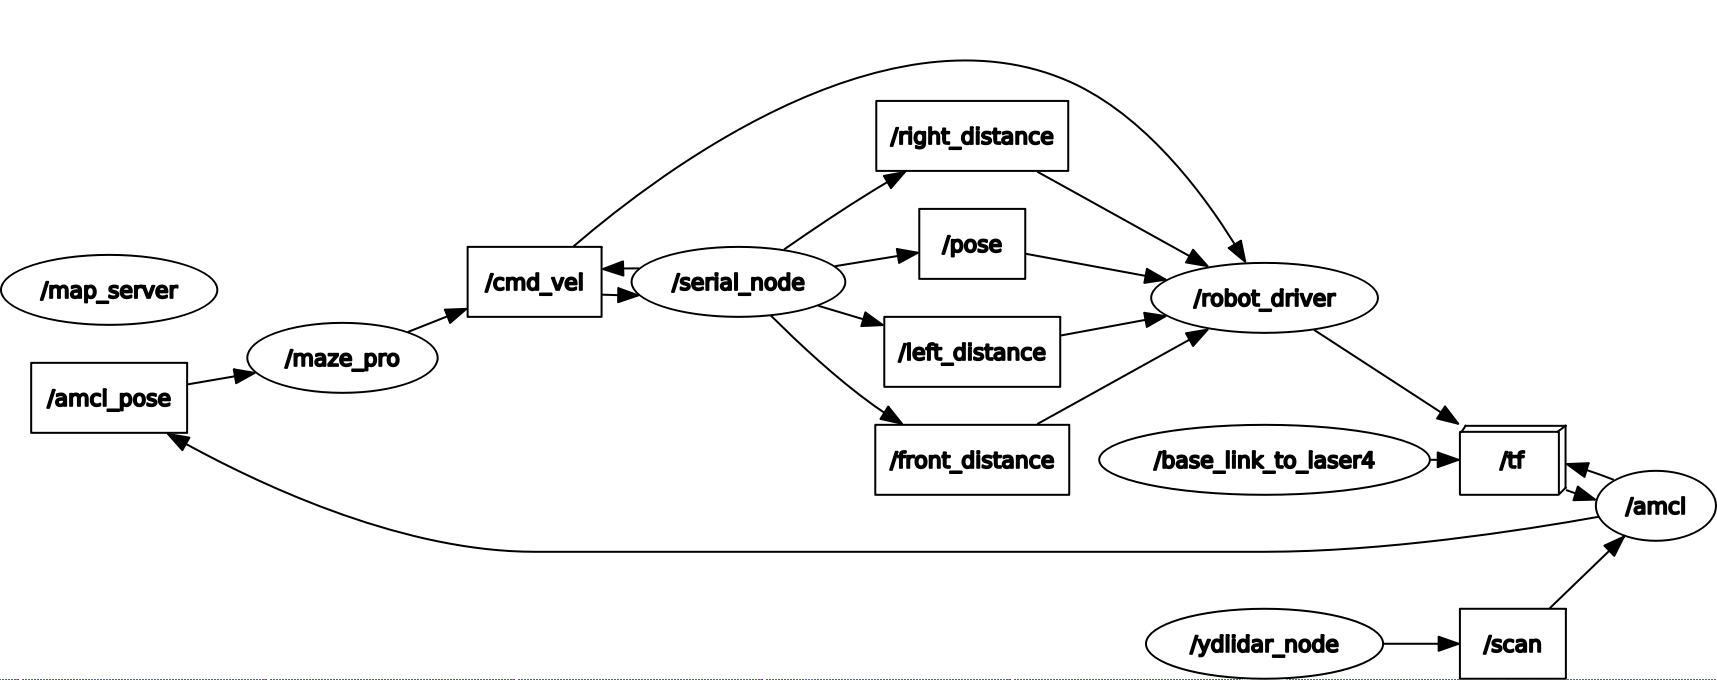 /right_distance
/pose
/cmd_vel
/serial_node
/map_server
/robot_driver
/maze_pro
/left_distance
/amcl_pose
/front_distance
/base_link_to_laser4
/tf
/amcl
/ydlidar_node
/scan